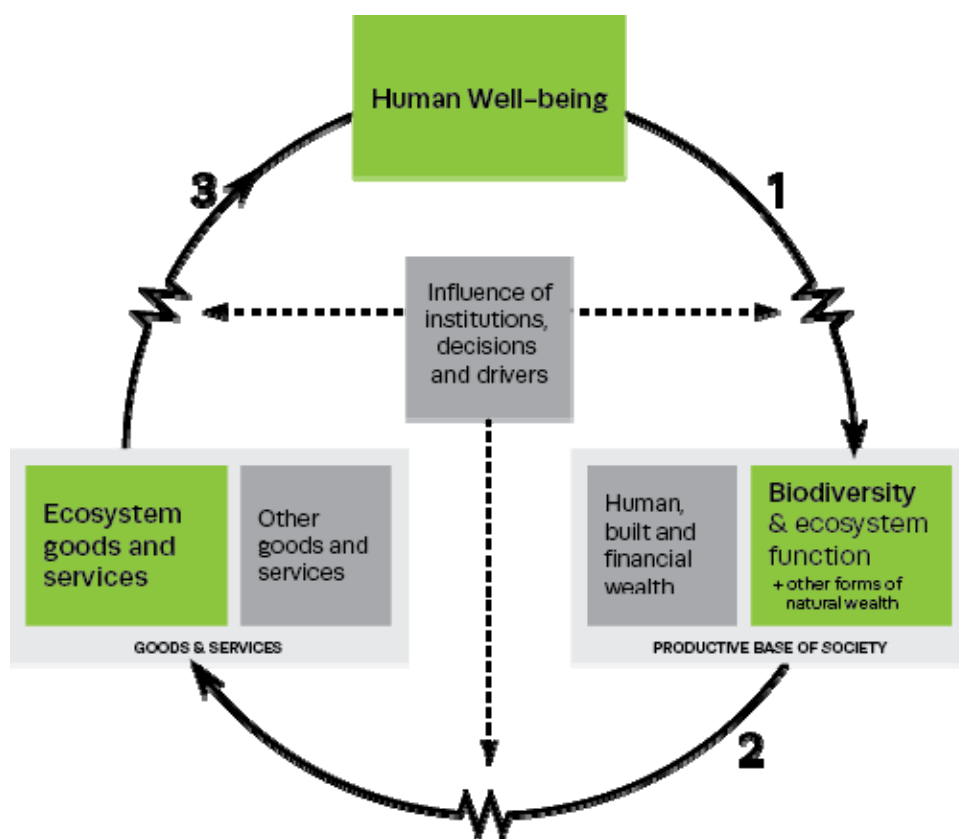 Human Well-being
3
1
Influence of
institutions,
decisions
and drivers
Ecosystem
goods and
services
Other
goods and
services
GOODS & SERVICES
Human,
built and
financial
wealth
Biodiversity
& ecosystem
function
+ other forms of
natural wealth
PRODUCTIVE BASE OF SOCIETY
2